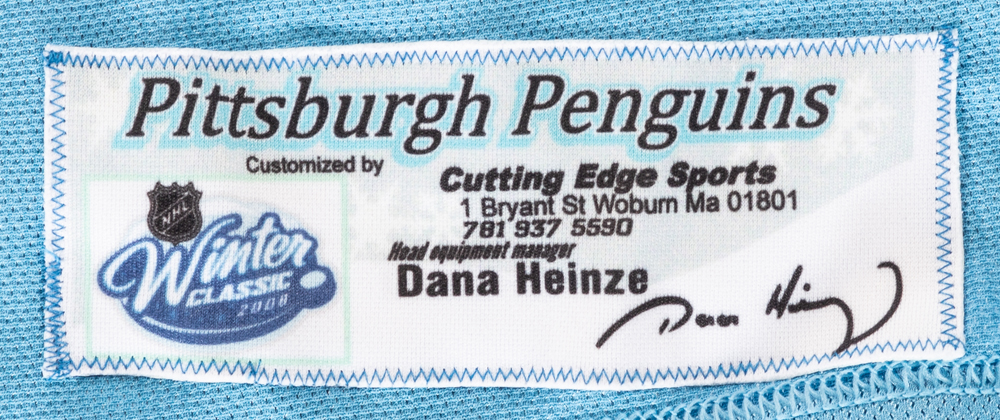 Pittsburgh Penguins
Customized by
Cutting Edge Sports
1 Bryant St Woburn Ma 01801
781 937 5590
Head equipment manager
Dana Heinze
NHL
Winter
CLASSIC
2008